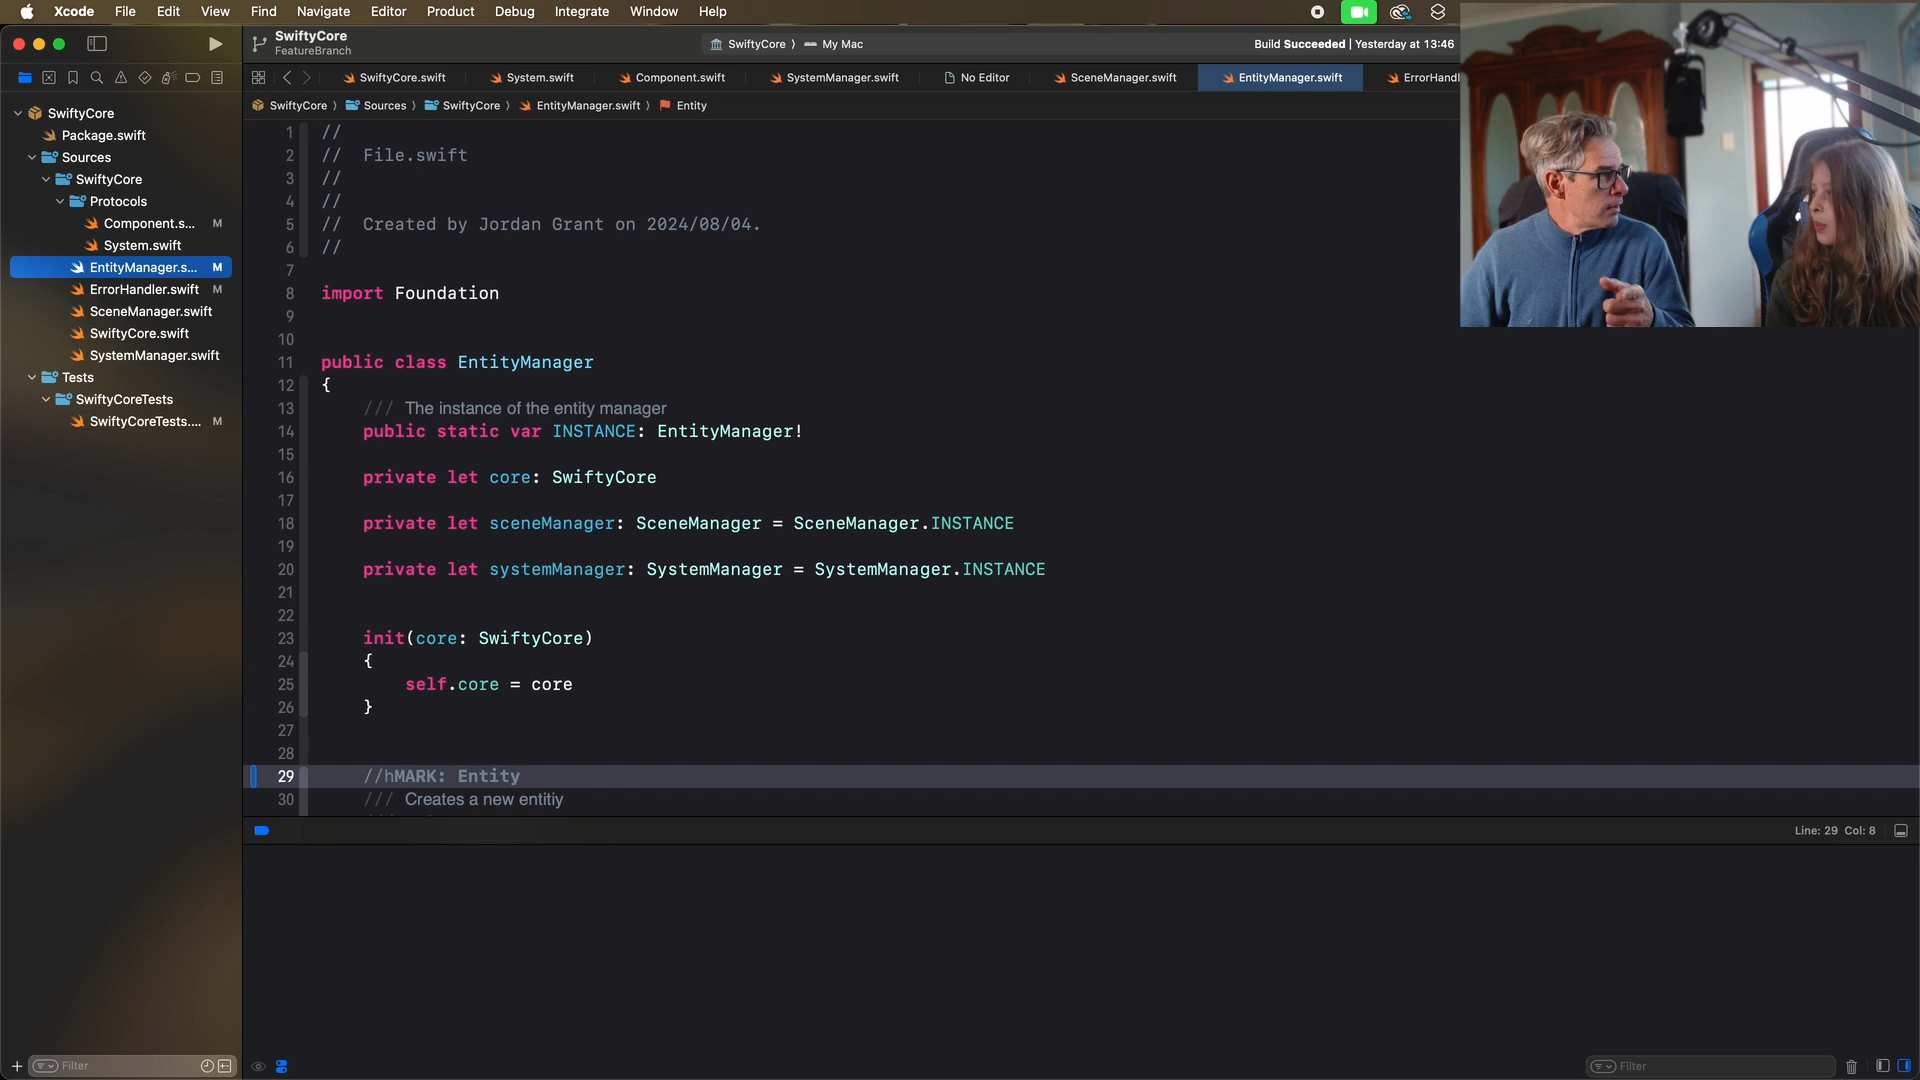 Xcode File Edit View Find Navigate Editor Product Debug Integrate Window Help
SwiftyCore
FeatureBranch
SwiftyCore 〉 My Mac
Build Succeeded | Yesterday at 13:46
SwiftyCore.swift System.swift Component.swift SystemManager.swift No Editor SceneManager.swift EntityManager.swift ErrorHandl
SwiftyCore 〉 Sources 〉 SwiftyCore 〉 EntityManager.swift 〉 Entity
SwiftyCore
Package.swift
Sources
SwiftyCore
Protocols
Component.s... M
System.swift
EntityManager.s... M
ErrorHandler.swift M
SceneManager.swift
SwiftyCore.swift
SystemManager.swift
Tests
SwiftyCoreTests
SwiftyCoreTests.... M
1 //
2 // File.swift
3 //
4 //
5 // Created by Jordan Grant on 2024/08/04.
6 //
7
8 import Foundation
9
10
11 public class EntityManager
12 {
13 /// The instance of the entity manager
14 public static var INSTANCE: EntityManager!
15
16 private let core: SwiftyCore
17
18 private let sceneManager: SceneManager = SceneManager.INSTANCE
19
20 private let systemManager: SystemManager = SystemManager.INSTANCE
21
22
23 init(core: SwiftyCore)
24 {
25 self.core = core
26 }
27
28
29 //hMARK: Entity
30 /// Creates a new entitiy
Line: 29 Col: 8
Filter
Filter